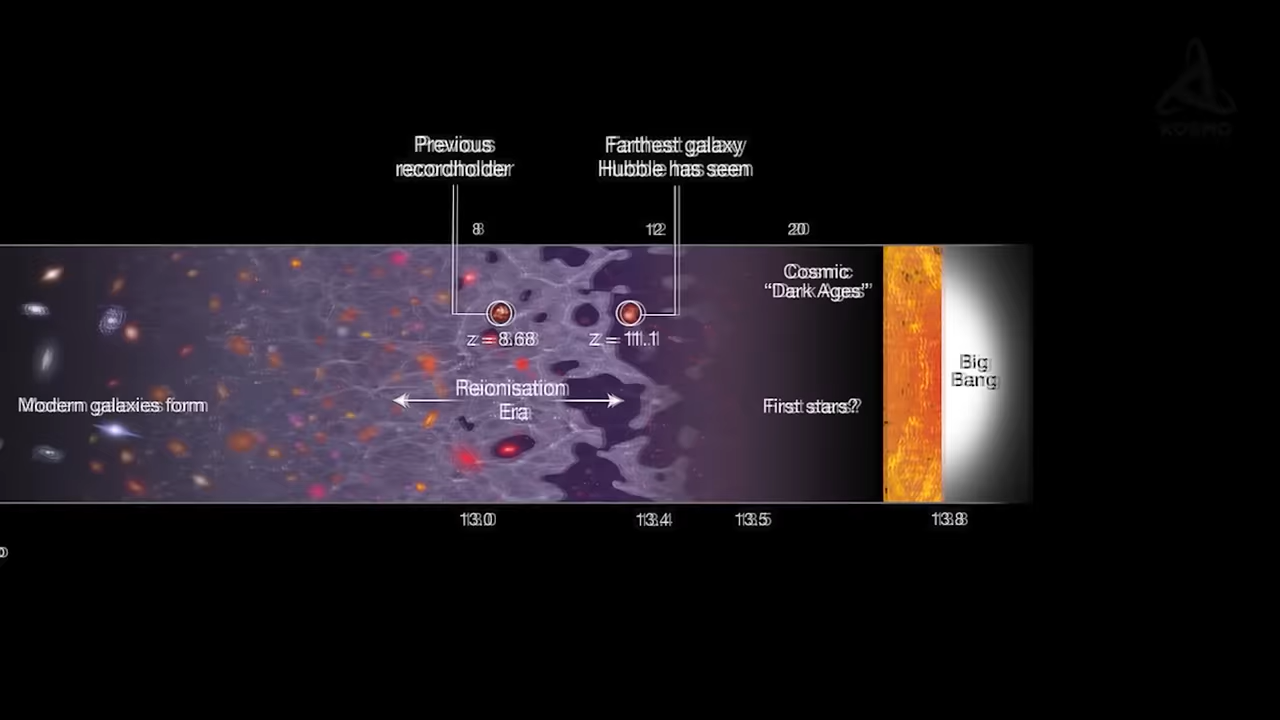 Previous
recordholder
Farthest galaxy
Hubble has seen
8
12
20
Cosmic
“Dark Ages”
z = 8.68
z = 11.1
Big
Bang
Reionisation
Era
Modern galaxies form
First stars?
13.0
13.4
13.5
13.8
KOSMO